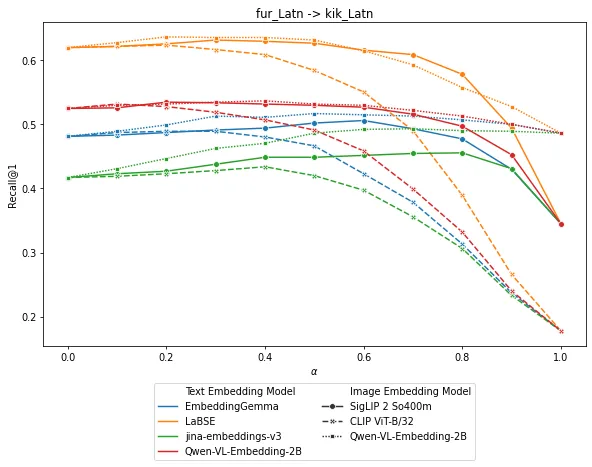 fur_Latn -> kik_Latn
Recall@1
0.6
0.5
0.4
0.3
0.2
0.0
0.2
0.4
0.6
0.8
1.0
α
Text Embedding Model
EmbeddingGemma
LaBSE
jina-embeddings-v3
Qwen-VL-Embedding-2B
Image Embedding Model
SigLIP 2 So400m
CLIP ViT-B/32
Qwen-VL-Embedding-2B